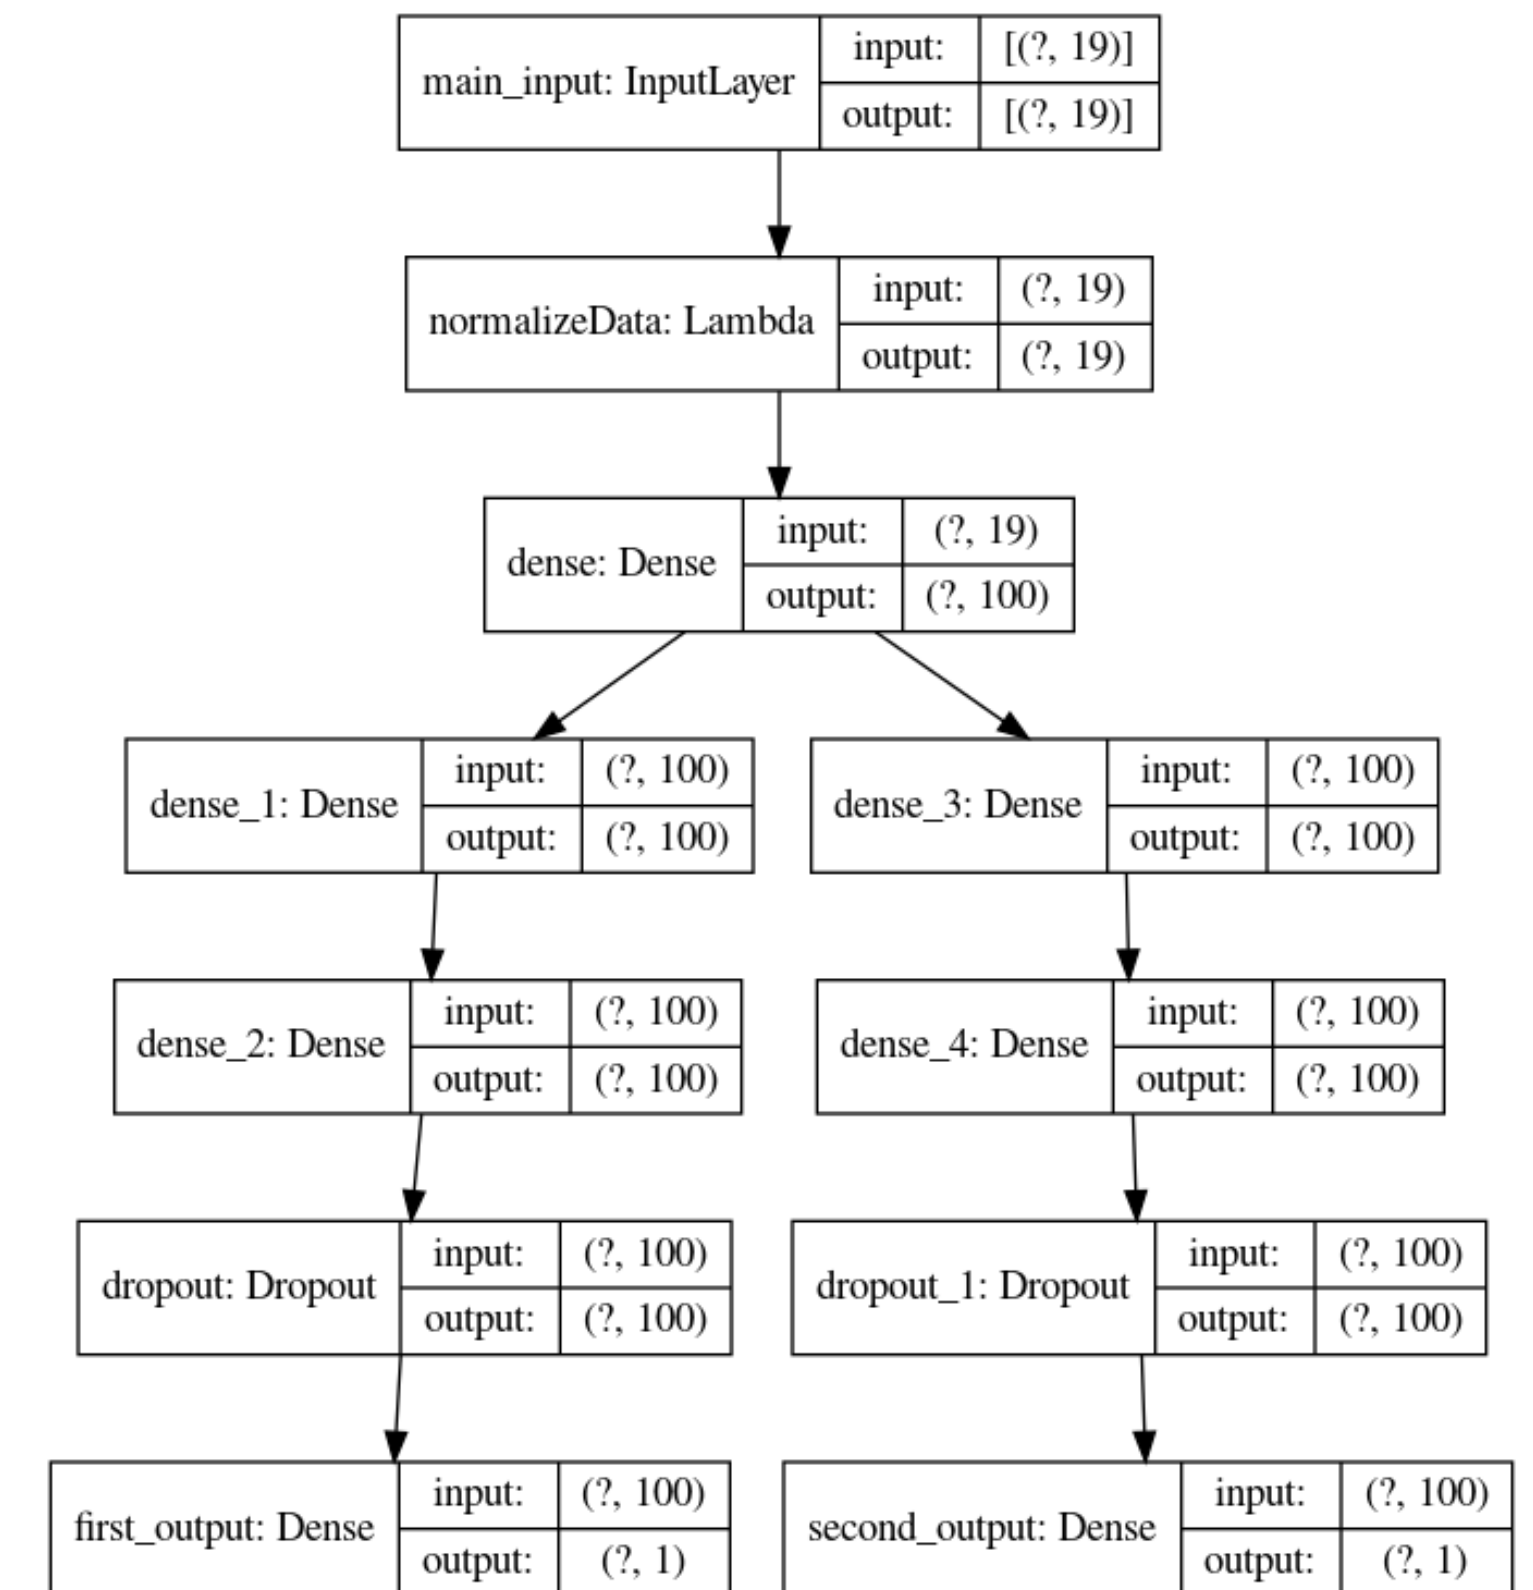 main_input: InputLayer
input: [(?, 19)]
output: [(?, 19)]
normalizeData: Lambda
input: (?, 19)
output: (?, 19)
dense: Dense
input: (?, 19)
output: (?, 100)
dense_1: Dense
input: (?, 100)
output: (?, 100)
dense_3: Dense
input: (?, 100)
output: (?, 100)
dense_2: Dense
input: (?, 100)
output: (?, 100)
dense_4: Dense
input: (?, 100)
output: (?, 100)
dropout: Dropout
input: (?, 100)
output: (?, 100)
dropout_1: Dropout
input: (?, 100)
output: (?, 100)
first_output: Dense
input: (?, 100)
output: (?, 1)
second_output: Dense
input: (?, 100)
output: (?, 1)